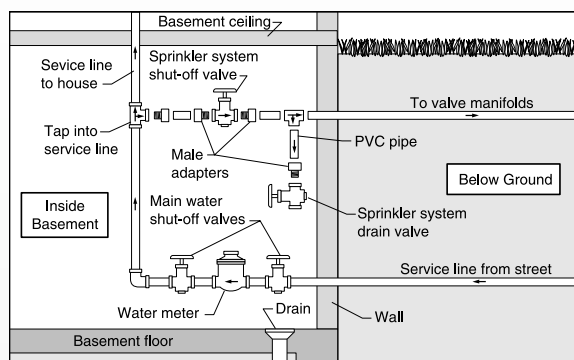 Basement ceiling
Sprinkler system
shut-off valve
Sevice line
to house
To valve manifolds
Tap into
service line
Male
adapters
PVC pipe
Below Ground
Inside
Basement
Main water
shut-off valves
Sprinkler system
drain valve
Service line from street
Water meter
Drain
Wall
Basement floor